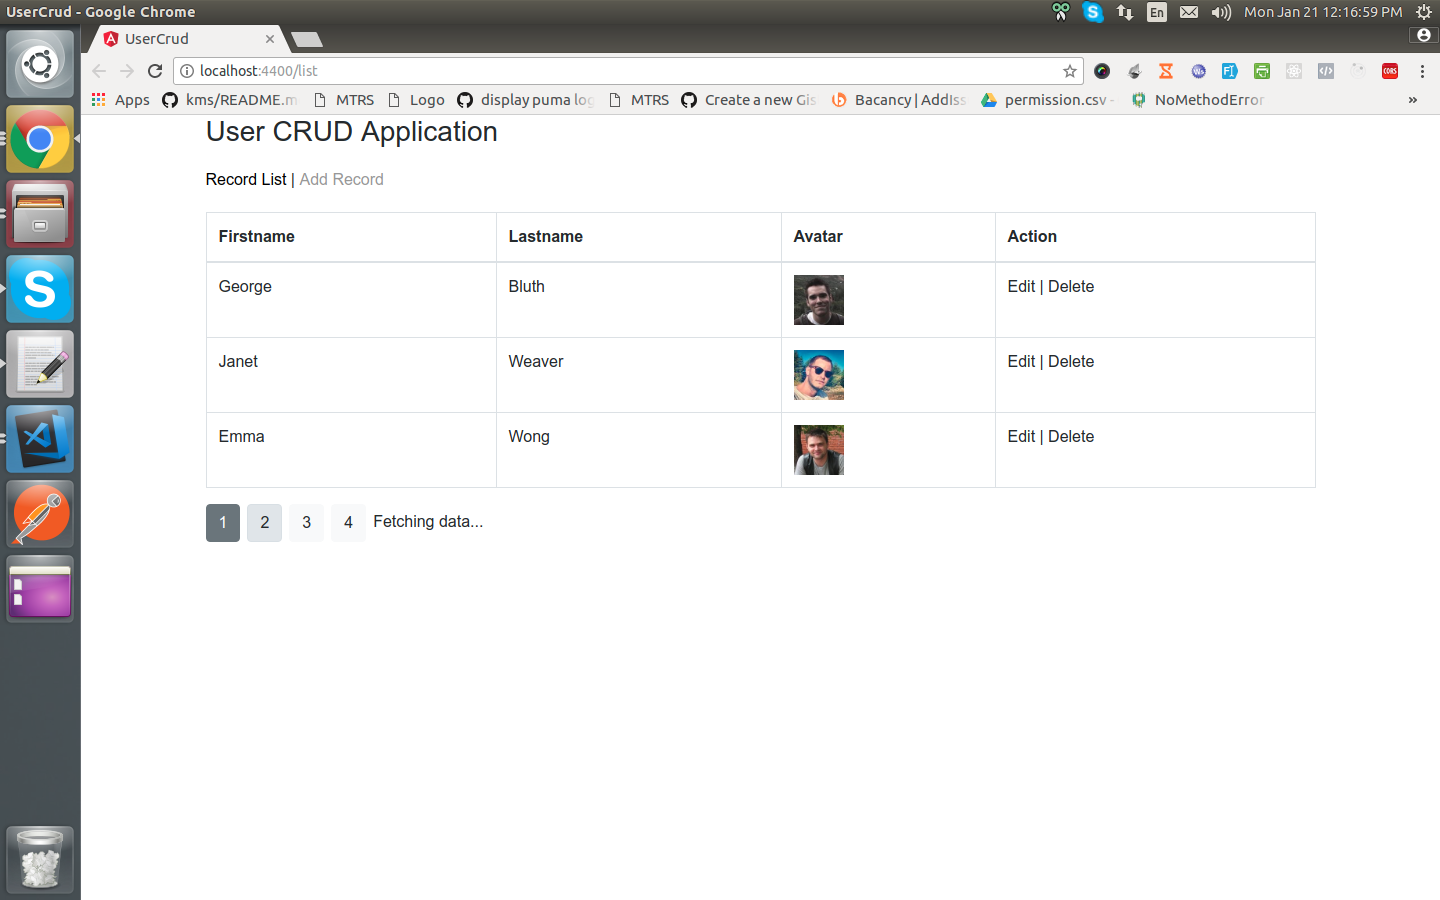 UserCrud - Google Chrome
En
Mon Jan 21 12:16:59 PM
UserCrud
localhost:4400/list
Apps
kms/README.m
MTRS
Logo
display puma log
MTRS
Create a new Gis
Bacancy | AddIss
permission.csv -
NoMethodError
»
User CRUD Application
Record List | Add Record
Firstname Lastname Avatar Action
George Bluth Edit | Delete
Janet Weaver Edit | Delete
Emma Wong Edit | Delete
1 2 3 4 Fetching data...